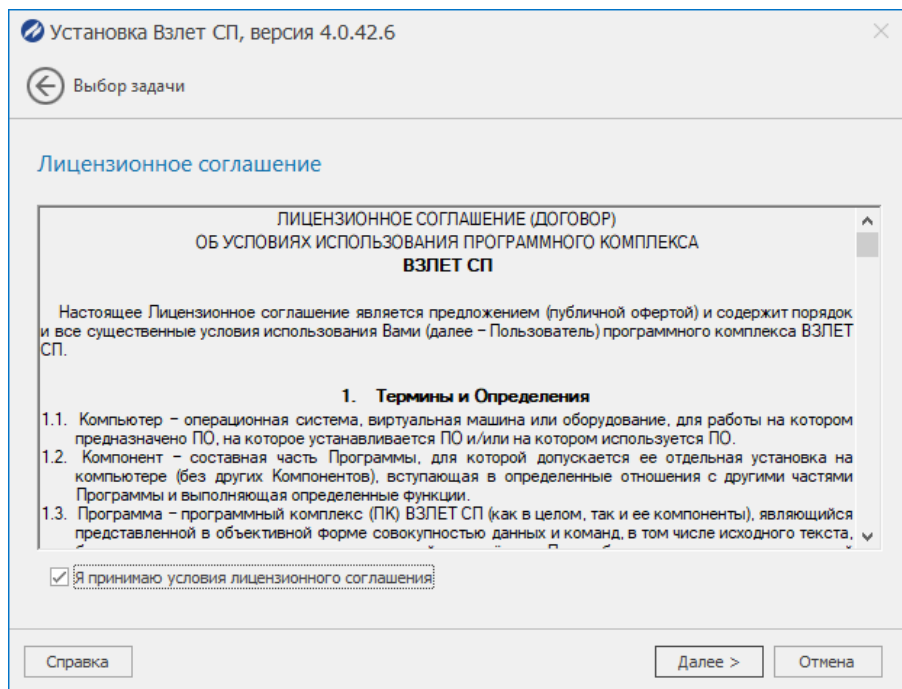 Установка Взлет СП, версия 4.0.42.6
Выбор задачи
Лицензионное соглашение
ЛИЦЕНЗИОННОЕ СОГЛАШЕНИЕ (ДОГОВОР)
ОБ УСЛОВИЯХ ИСПОЛЬЗОВАНИЯ ПРОГРАММНОГО КОМПЛЕКСА
ВЗЛЕТ СП
Настоящее Лицензионное соглашение является предложением (публичной офертой) и содержит порядок
и все существенные условия использования Вами (далее – Пользователь) программного комплекса ВЗЛЕТ
СП.
1. Термины и Определения
1.1. Компьютер – операционная система, виртуальная машина или оборудование, для работы на котором
предназначено ПО, на которое устанавливается ПО и/или на котором используется ПО.
1.2. Компонент – составная часть Программы, для которой допускается ее отдельная установка на
компьютере (без других Компонентов), вступающая в определенные отношения с другими частями
Программы и выполняющая определенные функции.
1.3. Программа – программный комплекс (ПК) ВЗЛЕТ СП (как в целом, так и ее компоненты), являющийся
представленной в объективной форме совокупностью данных и команд, в том числе исходного текста,
Я принимаю условия лицензионного соглашения
Справка
Далее >
Отмена